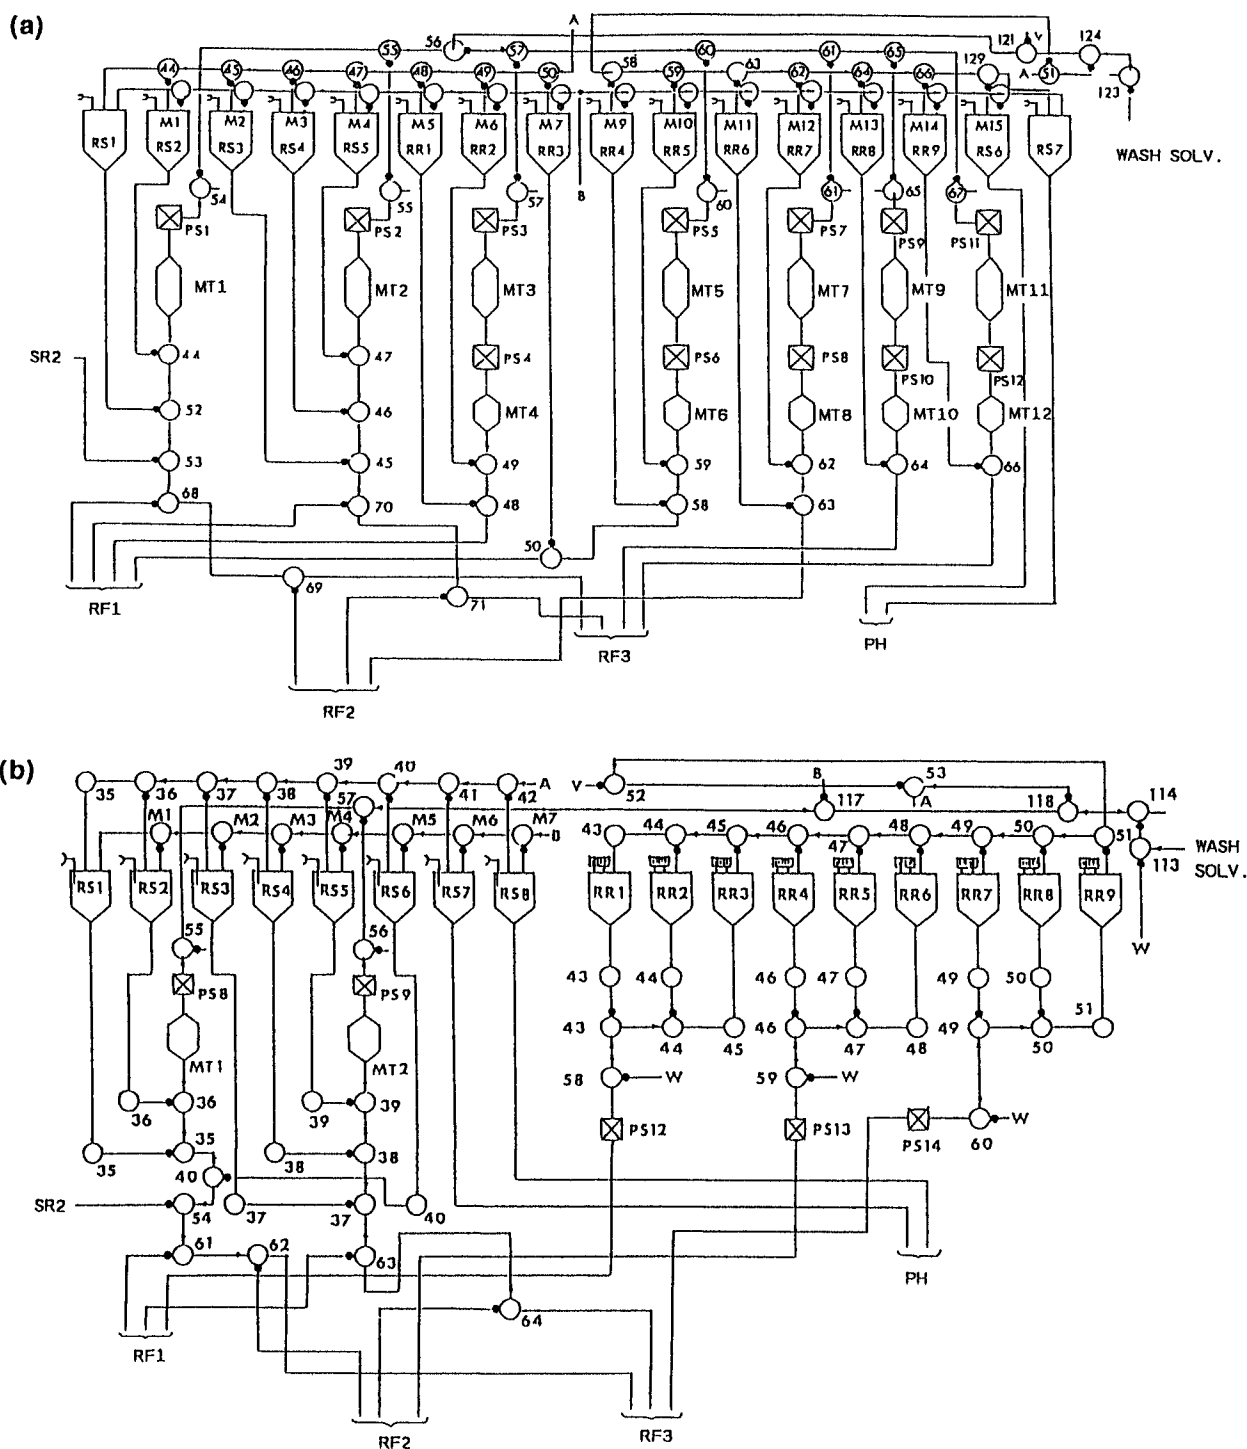 (a)
A
121 V 124
55 56 57 60 61 65
44 45 46 47 48 49 50 58 59 63 62 64 66 129 A 51 123
M1 M2 M3 M4 M5 M6 M7 M9 M10 M11 M12 M13 M14 M15
RS1 RS2 RS3 RS4 RS5 RR1 RR2 RR3 RR4 RR5 RR6 RR7 RR8 RR9 RS6 RS7
WASH SOLV.
54 55 57 B 60 61 65 67
PS1 PS2 PS3 PS5 PS7 PS9 PS11
MT1 MT2 MT3 MT5 MT7 MT9 MT11
SR2 44 47 PS4 PS6 PS8 PS10 PS12
52 46 MT4 MT6 MT8 MT10 MT12
53 45 49 59 62 64 66
68 70 48 58 63
50
69
RF1 71
PH
RF3
RF2
(b)
35 36 37 38 39 40 41 42 A V 52 53
57 B 117 A 118 114
M1 M2 M3 M4 M5 M6 M7 B 43 44 45 46 47 48 49 50 51
113 WASH
SOLV.
RS1 RS2 RS3 RS4 RS5 RS6 RS7 RS8 RR1 RR2 RR3 RR4 RR5 RR6 RR7 RR8 RR9
55 56 W
PS8 PS9 43 44 46 47 49 50
43 44 45 46 47 48 49 50 51
MT1 MT2 58 W 59 W
36 36 39 39
PS12 PS13 PS14 60 W
35 35 38 38
40
SR2 54 37 37 40
61 62 63
PH
64
RF1
RF2 RF3